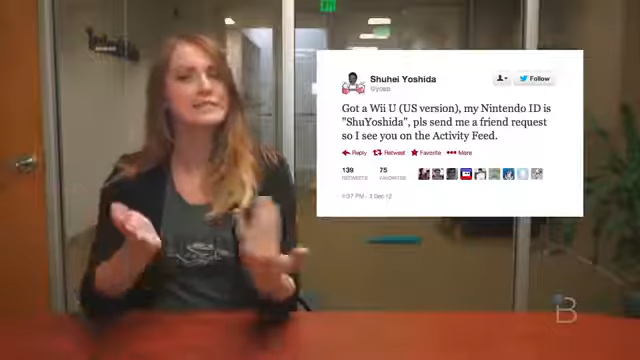 Shuhei Yoshida
@yosp
Follow
Got a Wii U (US version), my Nintendo ID is
"ShuYoshida", pls send me a friend request
so I see you on the Activity Feed.
Reply Retweet Favorite More
139 75
RETWEETS FAVORITES
B